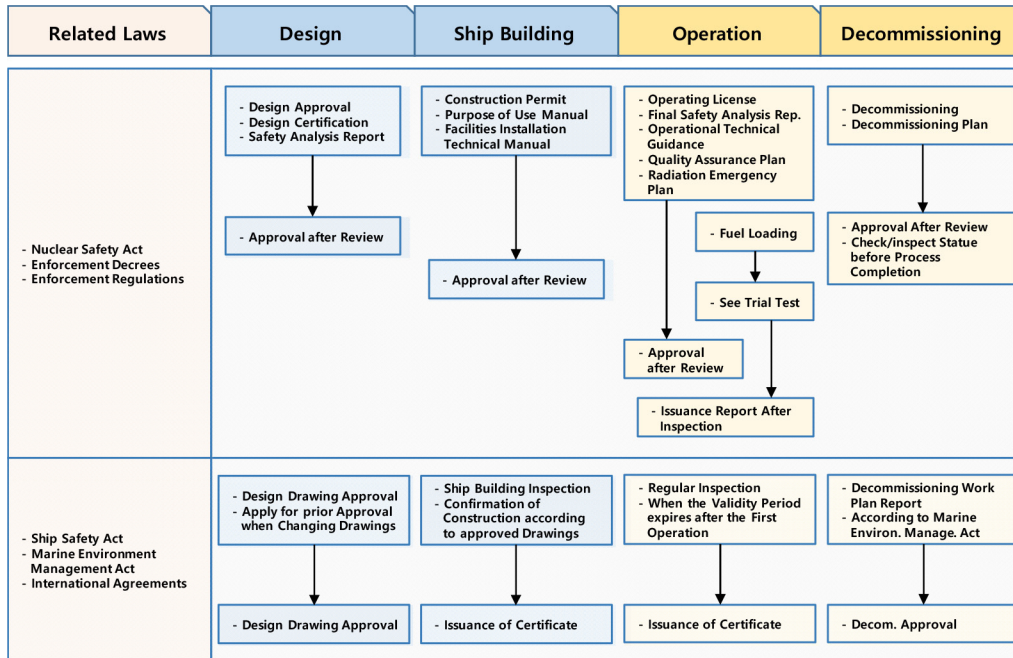 Related Laws
Design
Ship Building
Operation
Decommissioning
- Nuclear Safety Act
- Enforcement Decrees
- Enforcement Regulations
- Design Approval
- Design Certification
- Safety Analysis Report
- Approval after Review
- Construction Permit
- Purpose of Use Manual
- Facilities Installation
Technical Manual
- Approval after Review
- Operating License
- Final Safety Analysis Rep.
- Operational Technical
Guidance
- Quality Assurance Plan
- Radiation Emergency
Plan
- Fuel Loading
- See Trial Test
- Approval
after Review
- Issuance Report After
Inspection
- Decommissioning
- Decommissioning Plan
- Approval After Review
- Check/inspect Statue
before Process
Completion
- Ship Safety Act
- Marine Environment
Management Act
- International Agreements
- Design Drawing Approval
- Apply for prior Approval
when Changing Drawings
- Design Drawing Approval
- Ship Building Inspection
- Confirmation of
Construction according
to approved Drawings
- Issuance of Certificate
- Regular Inspection
- When the Validity Period
expires after the First
Operation
- Issuance of Certificate
- Decommissioning Work
Plan Report
- According to Marine
Environ. Manage. Act
- Decom. Approval